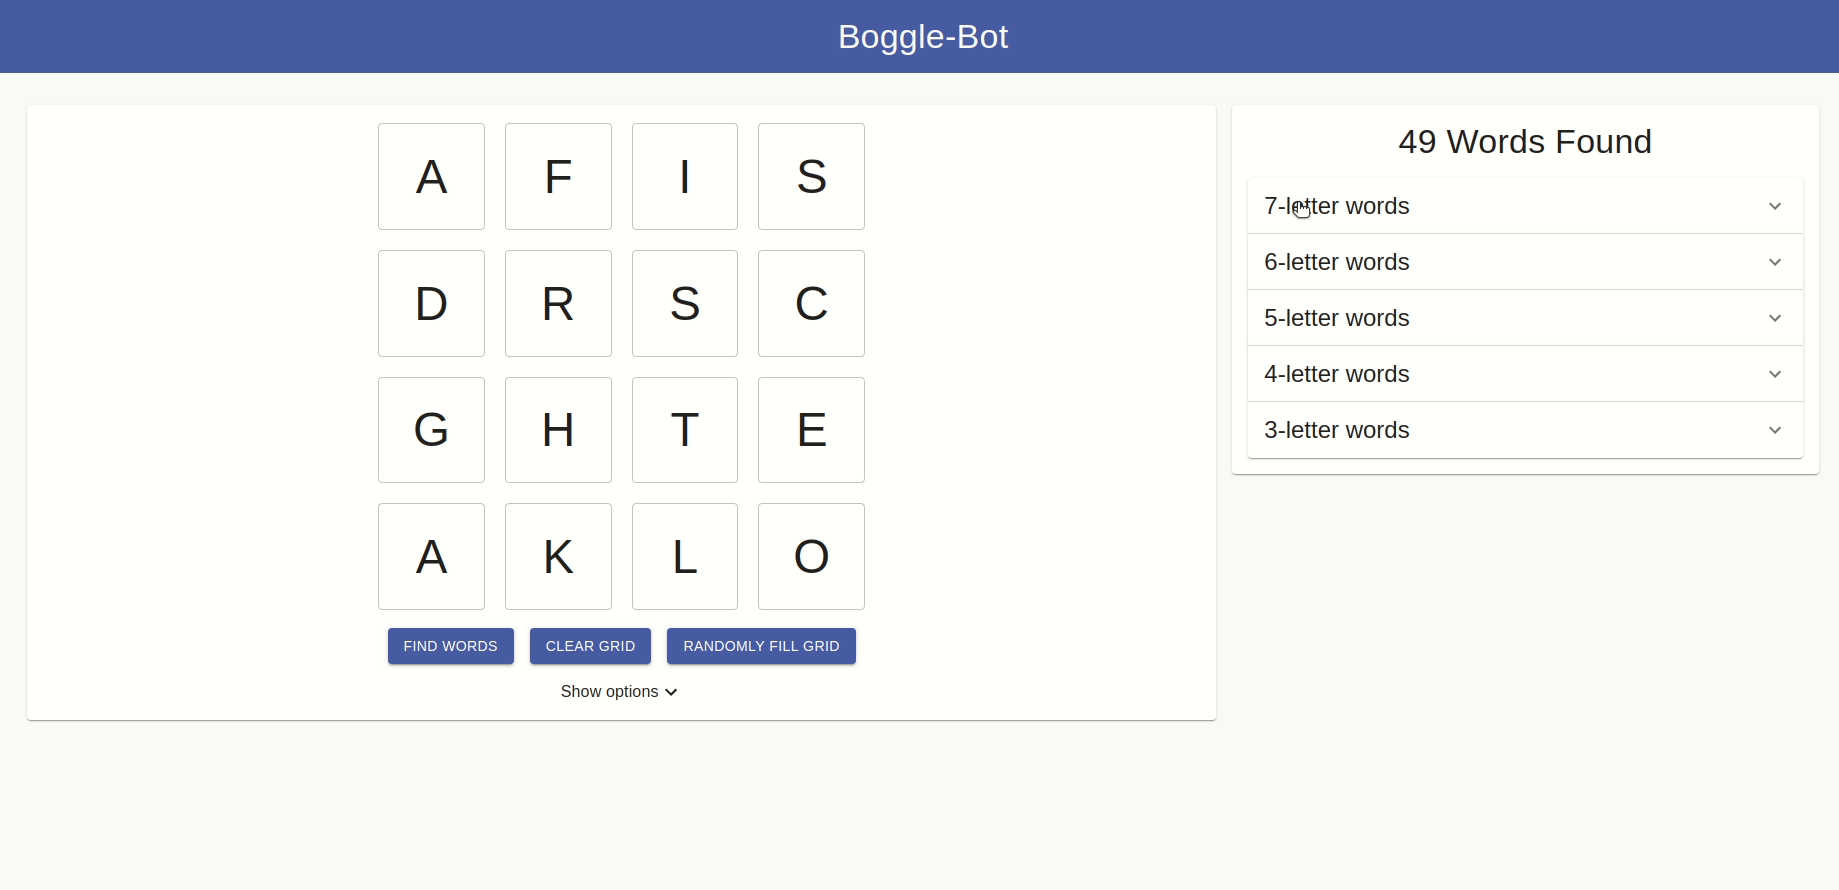 Boggle-Bot
A F I S
D R S C
G H T E
A K L O
FIND WORDS CLEAR GRID RANDOMLY FILL GRID
Show options
49 Words Found
7-letter words
6-letter words
5-letter words
4-letter words
3-letter words